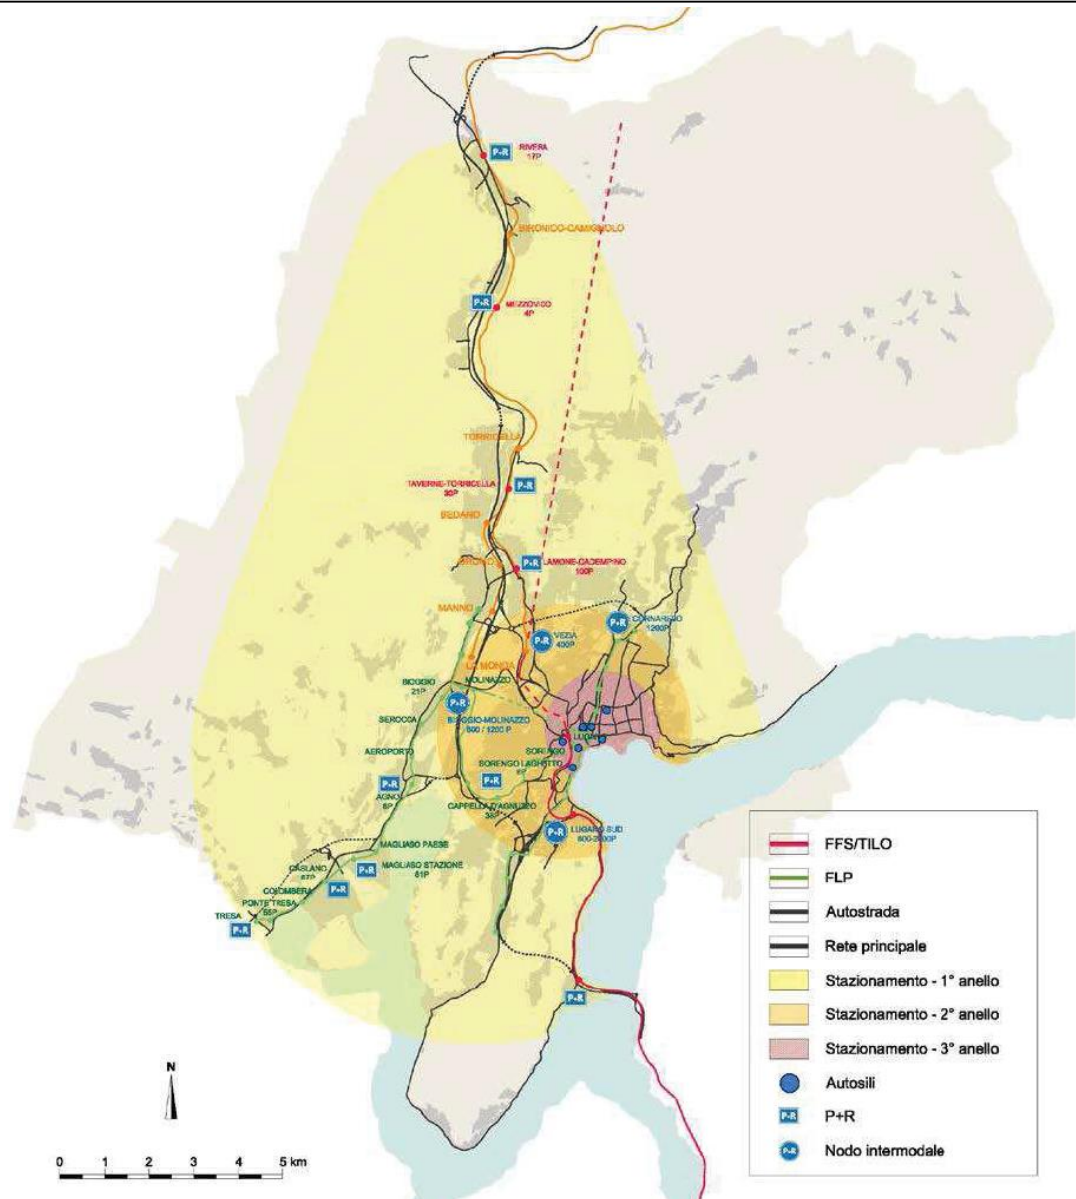 P+R
RIVERA
17P
BIRONICO-CAMIGNOLO
P+R
MEZZOVICO
4P
TORRICELLA
TAVERNE-TORRICELLA
30P
P+R
BEDANO
P+R
LAMONE-CADEMPINO
100P
MANNO
P+R
CORNAREDO
1200P
P+R
VEZIA
400P
LA MONDA
MOLINAZZO
BIOGGIO
21P
P+R
BIOGGIO-MOLINAZZO
800 / 1200 P
SEROCCA
AEROPORTO
SORENGO
SORENGO LAGHETTO
P+R
P+R
AGNO
CAPPELLA D'AGNUZZO
P+R
LUGANO SUD
MAGLIASO PAESE
P+R
MAGLIASO STAZIONE
61P
CASLANO
P+R
COLOMBERA
PONTE TRESA
TRESA
P+R
P+R
FFS/TILO
FLP
Autostrada
Rete principale
Stazionamento - 1° anello
Stazionamento - 2° anello
Stazionamento - 3° anello
Autosili
P+R P+R
P+R Nodo intermodale
N
0 1 2 3 4 5 km